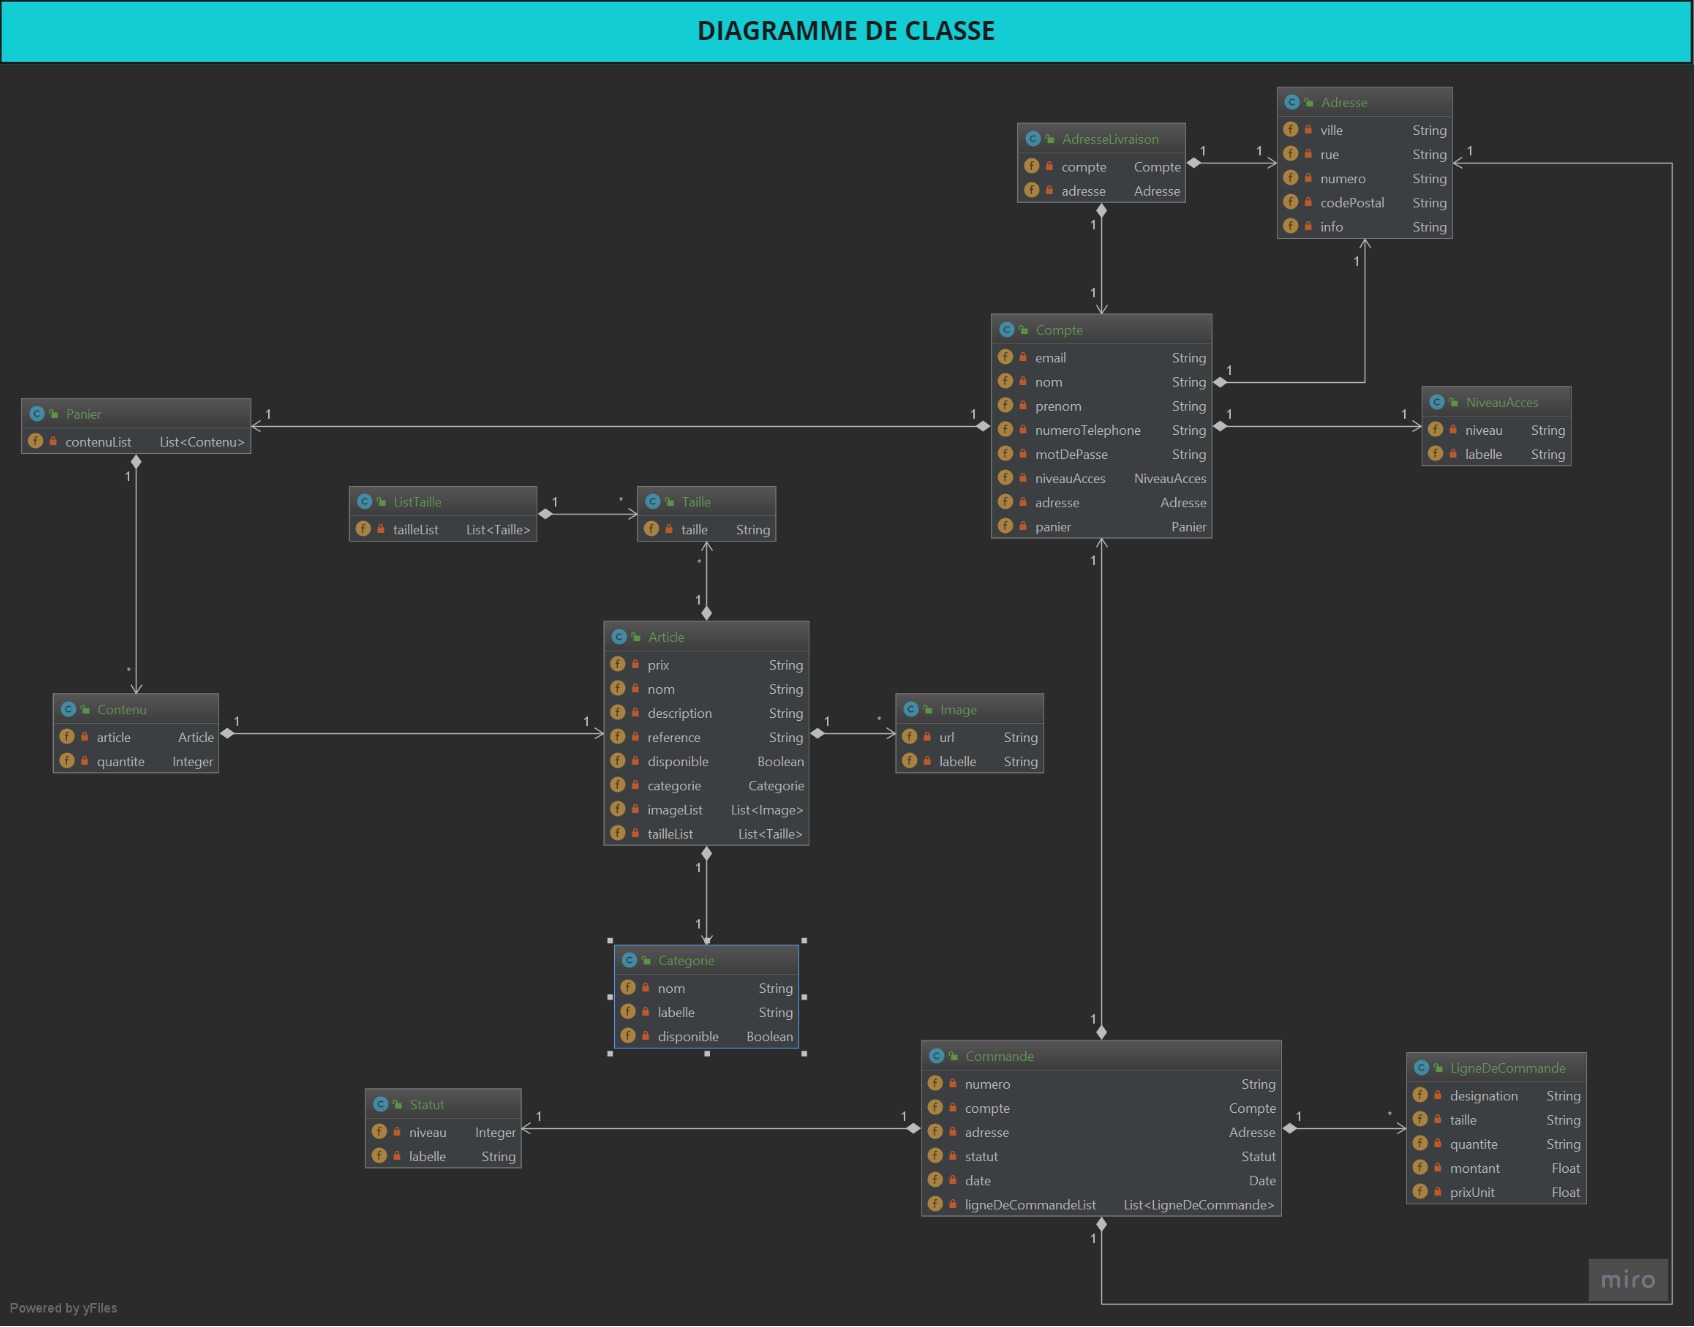 DIAGRAMME DE CLASSE
Adresse
ville String
rue String
numero String
codePostal String
info String
AdresseLivraison
compte Compte
adresse Adresse
1
1
1
1
1
1
Compte
email String
nom String
prenom String
numeroTelephone String
motDePasse String
niveauAcces NiveauAcces
adresse Adresse
panier Panier
1
1
1
1
1
1
NiveauAcces
niveau String
labelle String
Panier
contenuList List<Contenu>
1
*
ListTaille
tailleList List<Taille>
1
*
Taille
taille String
*
1
Article
prix String
nom String
description String
reference String
disponible Boolean
categorie Categorie
imageList List<Image>
tailleList List<Taille>
Contenu
article Article
quantite Integer
1
1
1
*
Image
url String
labelle String
1
1
Categorie
nom String
labelle String
disponible Boolean
1
Commande
numero String
compte Compte
adresse Adresse
statut Statut
date Date
ligneDeCommandeList List<LigneDeCommande>
LigneDeCommande
designation String
taille String
quantite String
montant Float
prixUnit Float
Statut
niveau Integer
labelle String
1
1
1
*
1
miro
Powered by yFiles